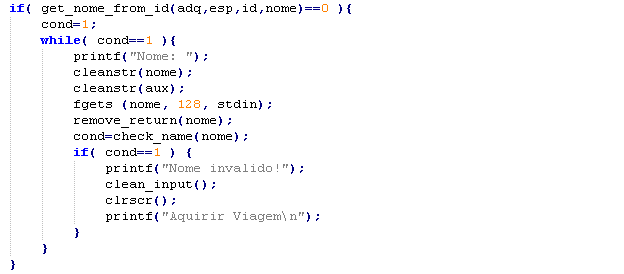 if( get_nome_from_id(adq,esp,id,nome)==0 ){
cond=1;
while( cond==1 ){
printf("Nome: ");
cleanstr(nome);
cleanstr(aux);
fgets (nome, 128, stdin);
remove_return(nome);
cond=check_name(nome);
if( cond==1 ) {
printf("Nome invalido!");
clean_input();
clrscr();
printf("Aquirir Viagem\n");
}
}
}